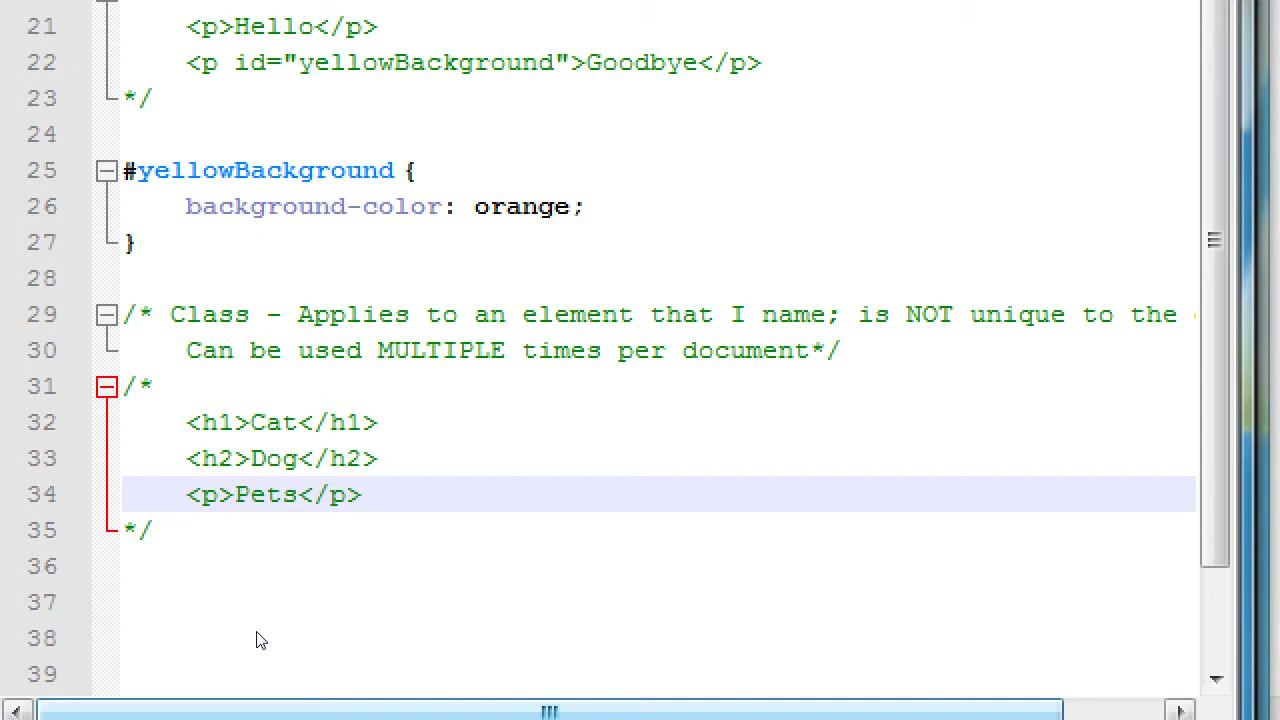 21 <p>Hello</p>
22 <p id="yellowBackground">Goodbye</p>
23 */
24
25 #yellowBackground {
26 background-color: orange;
27 }
28
29 /* Class - Applies to an element that I name; is NOT unique to the
30 Can be used MULTIPLE times per document*/
31 /*
32 <h1>Cat</h1>
33 <h2>Dog</h2>
34 <p>Pets</p>
35 */
36
37
38
39